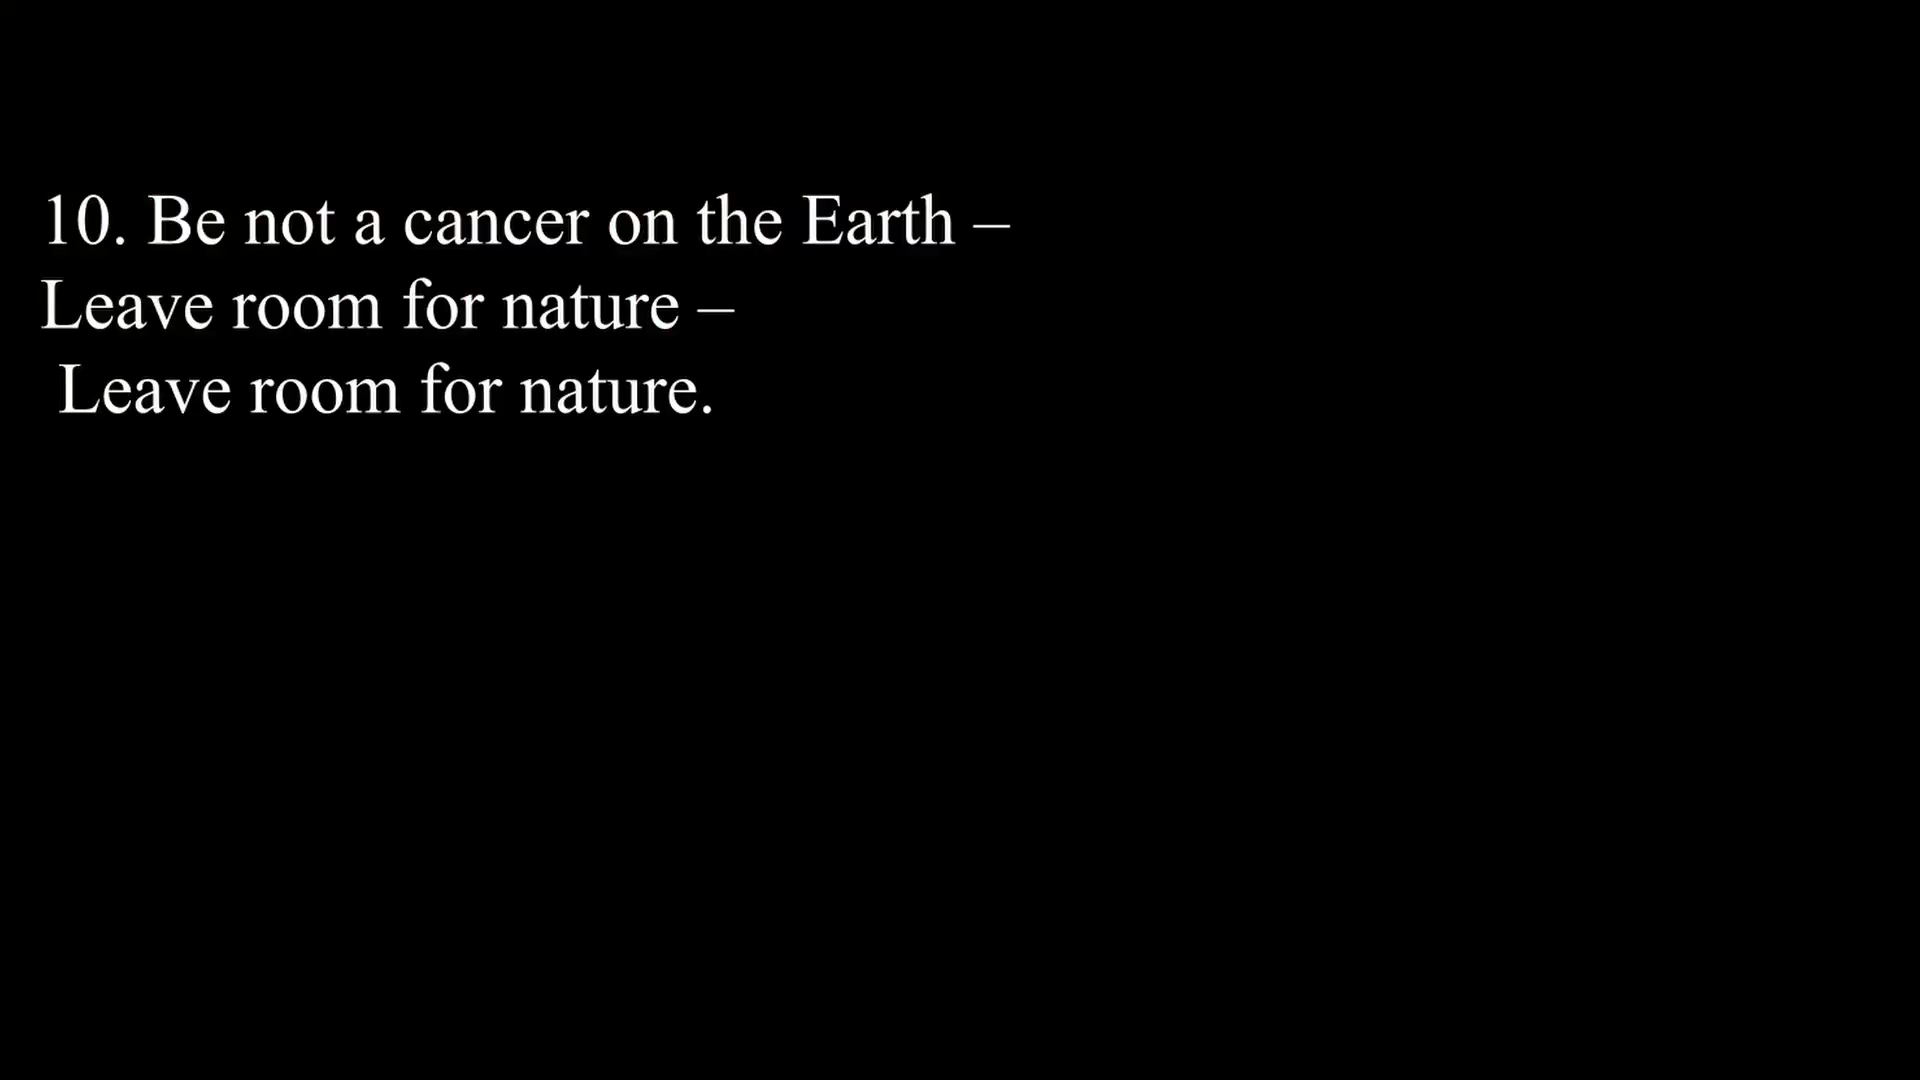 10. Be not a cancer on the Earth –
Leave room for nature –
Leave room for nature.